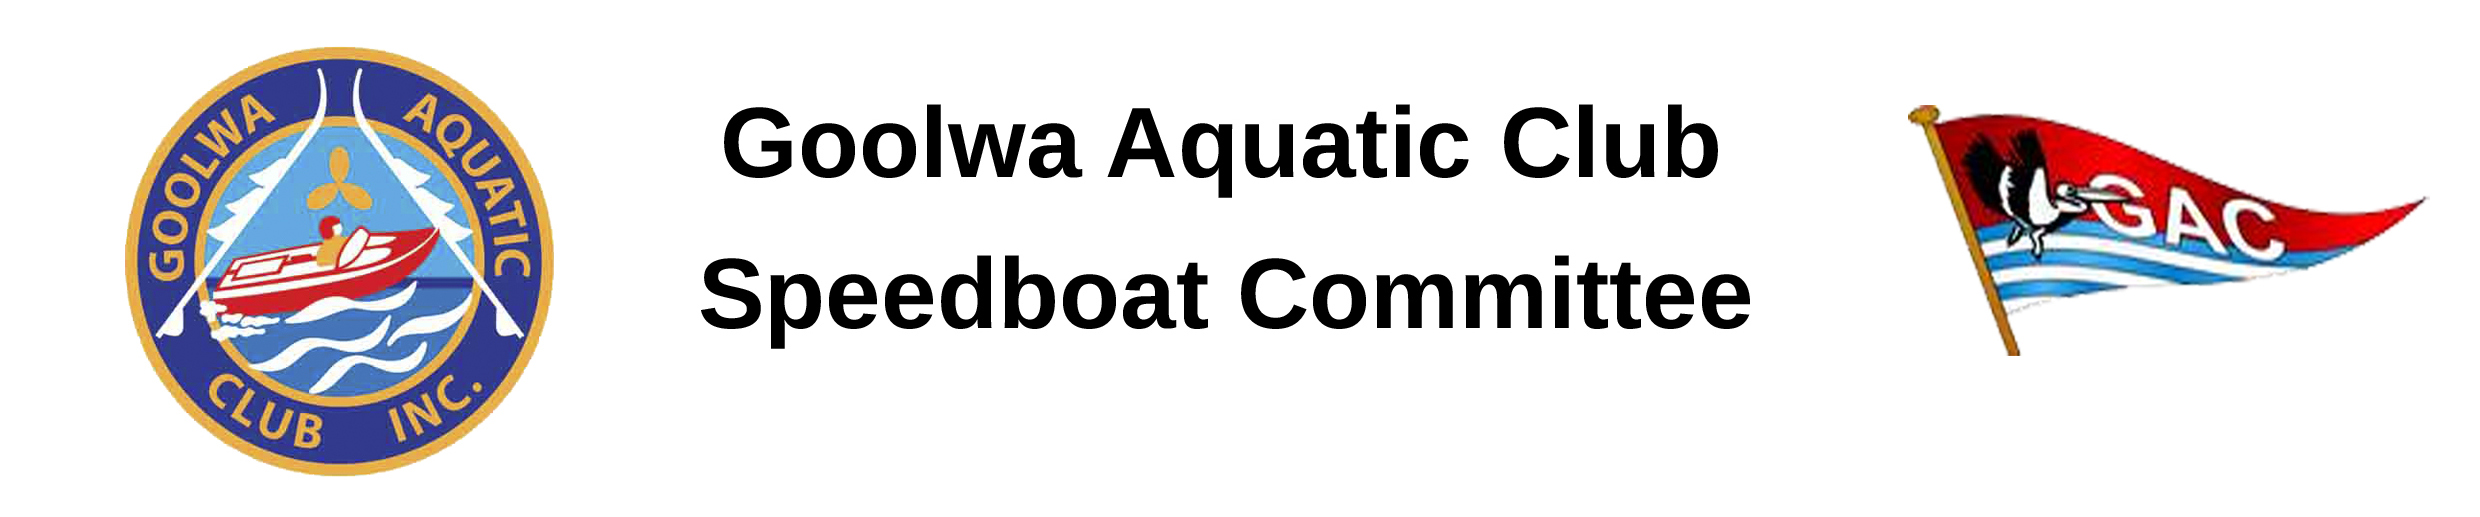 GOOLWA AQUATIC
CLUB INC.
Goolwa Aquatic Club
Speedboat Committee
GAC